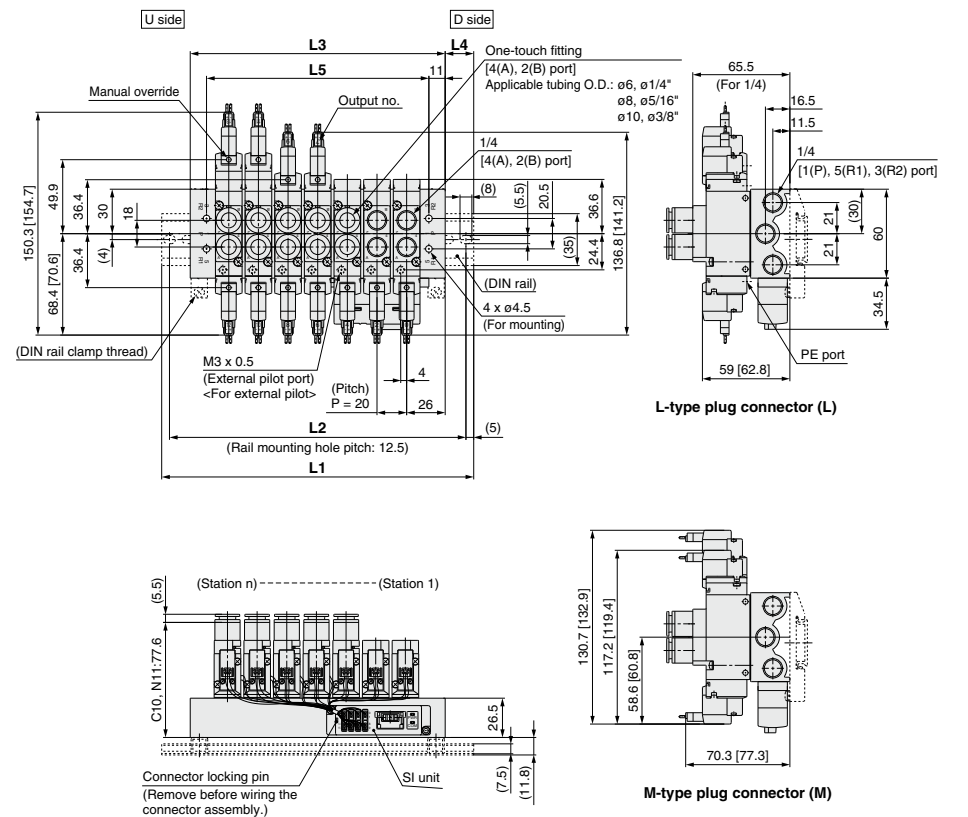 U side
D side
L3
L4
L5
11
One-touch fitting
[4(A), 2(B) port]
Applicable tubing O.D.: ø6, ø1/4"
ø8, ø5/16"
ø10, ø3/8"
Manual override
Output no.
1/4
[4(A), 2(B) port]
150.3 [154.7]
49.9
36.4
30
18
(4)
36.4
68.4 [70.6]
(8)
(5.5)
20.5
(35)
36.6
24.4
136.8 [141.2]
(DIN rail)
4 x ø4.5
(For mounting)
(DIN rail clamp thread)
M3 x 0.5
(External pilot port)
<For external pilot>
(Pitch)
P = 20
4
26
L2
(5)
(Rail mounting hole pitch: 12.5)
L1
65.5
(For 1/4)
16.5
11.5
1/4
[1(P), 5(R1), 3(R2) port]
21
21
(30)
60
34.5
PE port
59 [62.8]
L-type plug connector (L)
(Station n)
(Station 1)
(5.5)
C10, N11:77.6
26.5
(7.5)
(11.8)
Connector locking pin
(Remove before wiring the
connector assembly.)
SI unit
130.7 [132.9]
117.2 [119.4]
58.6 [60.8]
70.3 [77.3]
M-type plug connector (M)